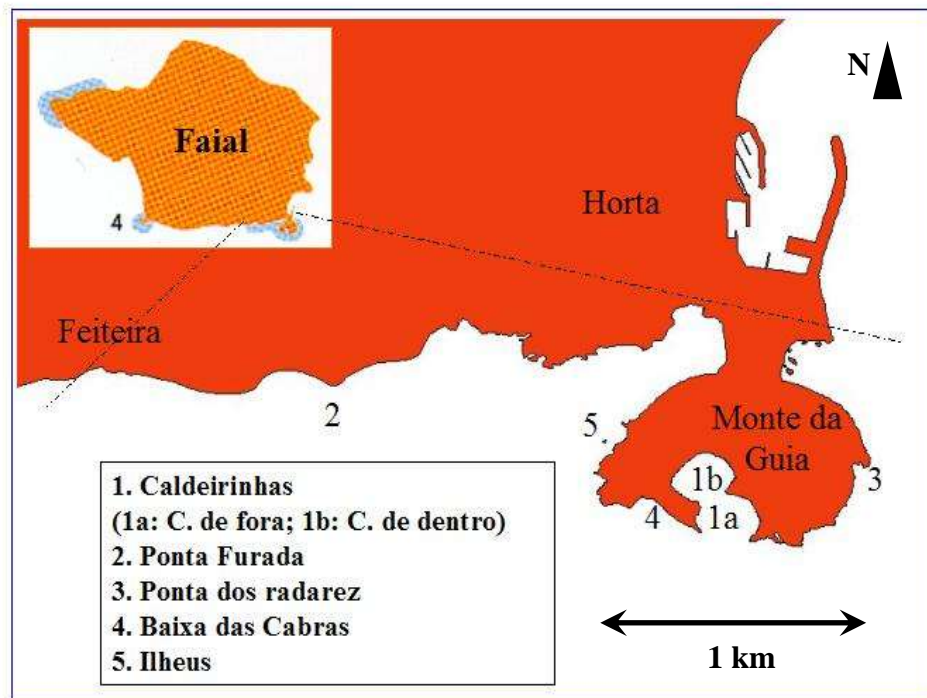 N
Faial
4
Horta
Feiteira
2
5
Monte da
Guia
1b
3
4
1a
1. Caldeirinhas
(1a: C. de fora; 1b: C. de dentro)
2. Ponta Furada
3. Ponta dos radarez
4. Baixa das Cabras
5. Ilheus
1 km